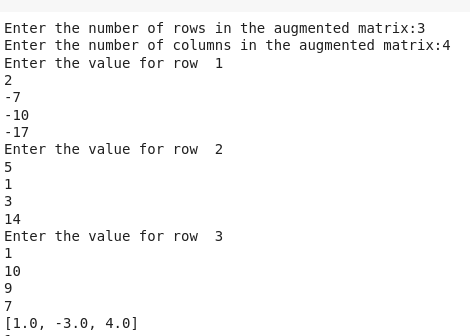 Enter the number of rows in the augmented matrix:3
Enter the number of columns in the augmented matrix:4
Enter the value for row  1
2
-7
-10
-17
Enter the value for row  2
5
1
3
14
Enter the value for row  3
1
10
9
7
[1.0, -3.0, 4.0]